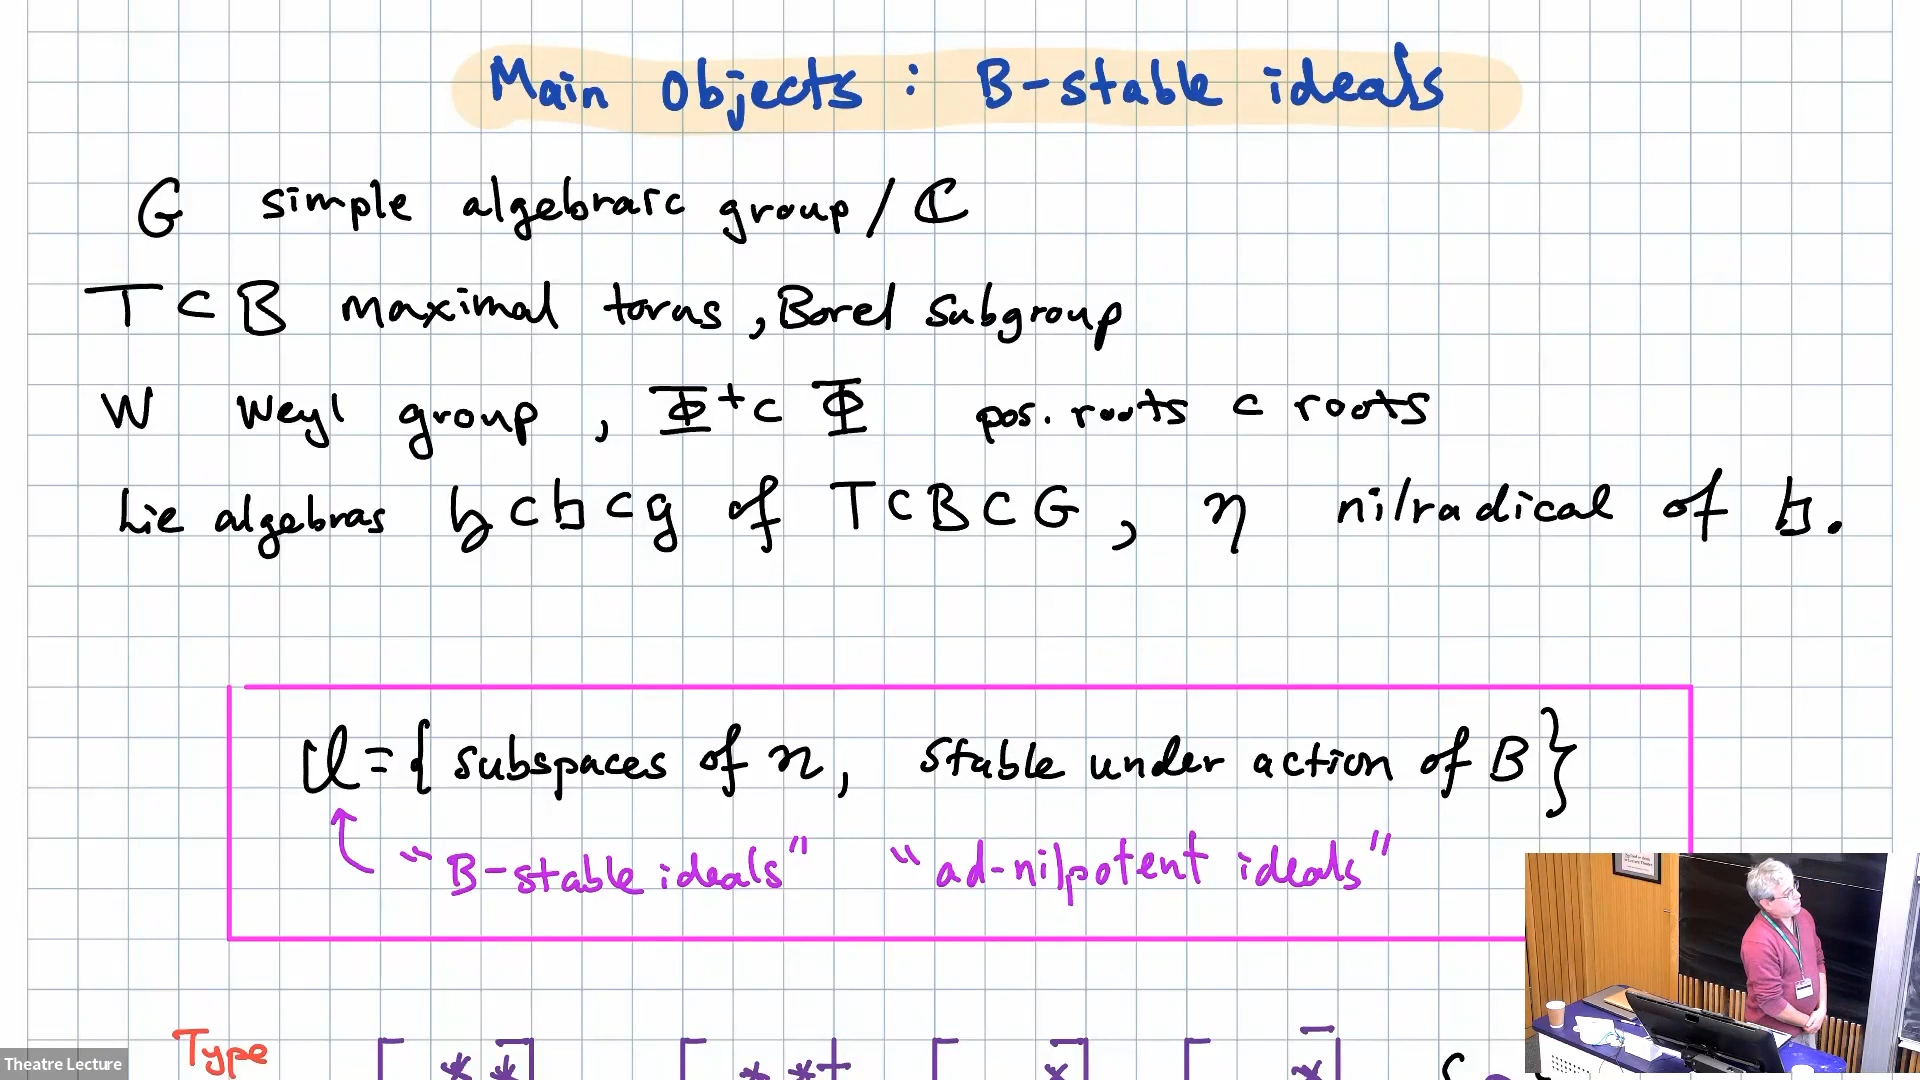 Main Objects : B-stable ideals
G simple algebraic group / ℂ
T ⊂ B maximal torus, Borel subgroup
W Weyl group, Φ⁺ ⊂ Φ pos. roots ⊂ roots
Lie algebras 𝔥 ⊂ 𝔟 ⊂ 𝔤 of T ⊂ B ⊂ G, 𝔫 nilradical of 𝔟.
= { subspaces of 𝔫, stable under action of B }
"B-stable ideals" "ad-nilpotent ideals"
Type
Theatre Lecture